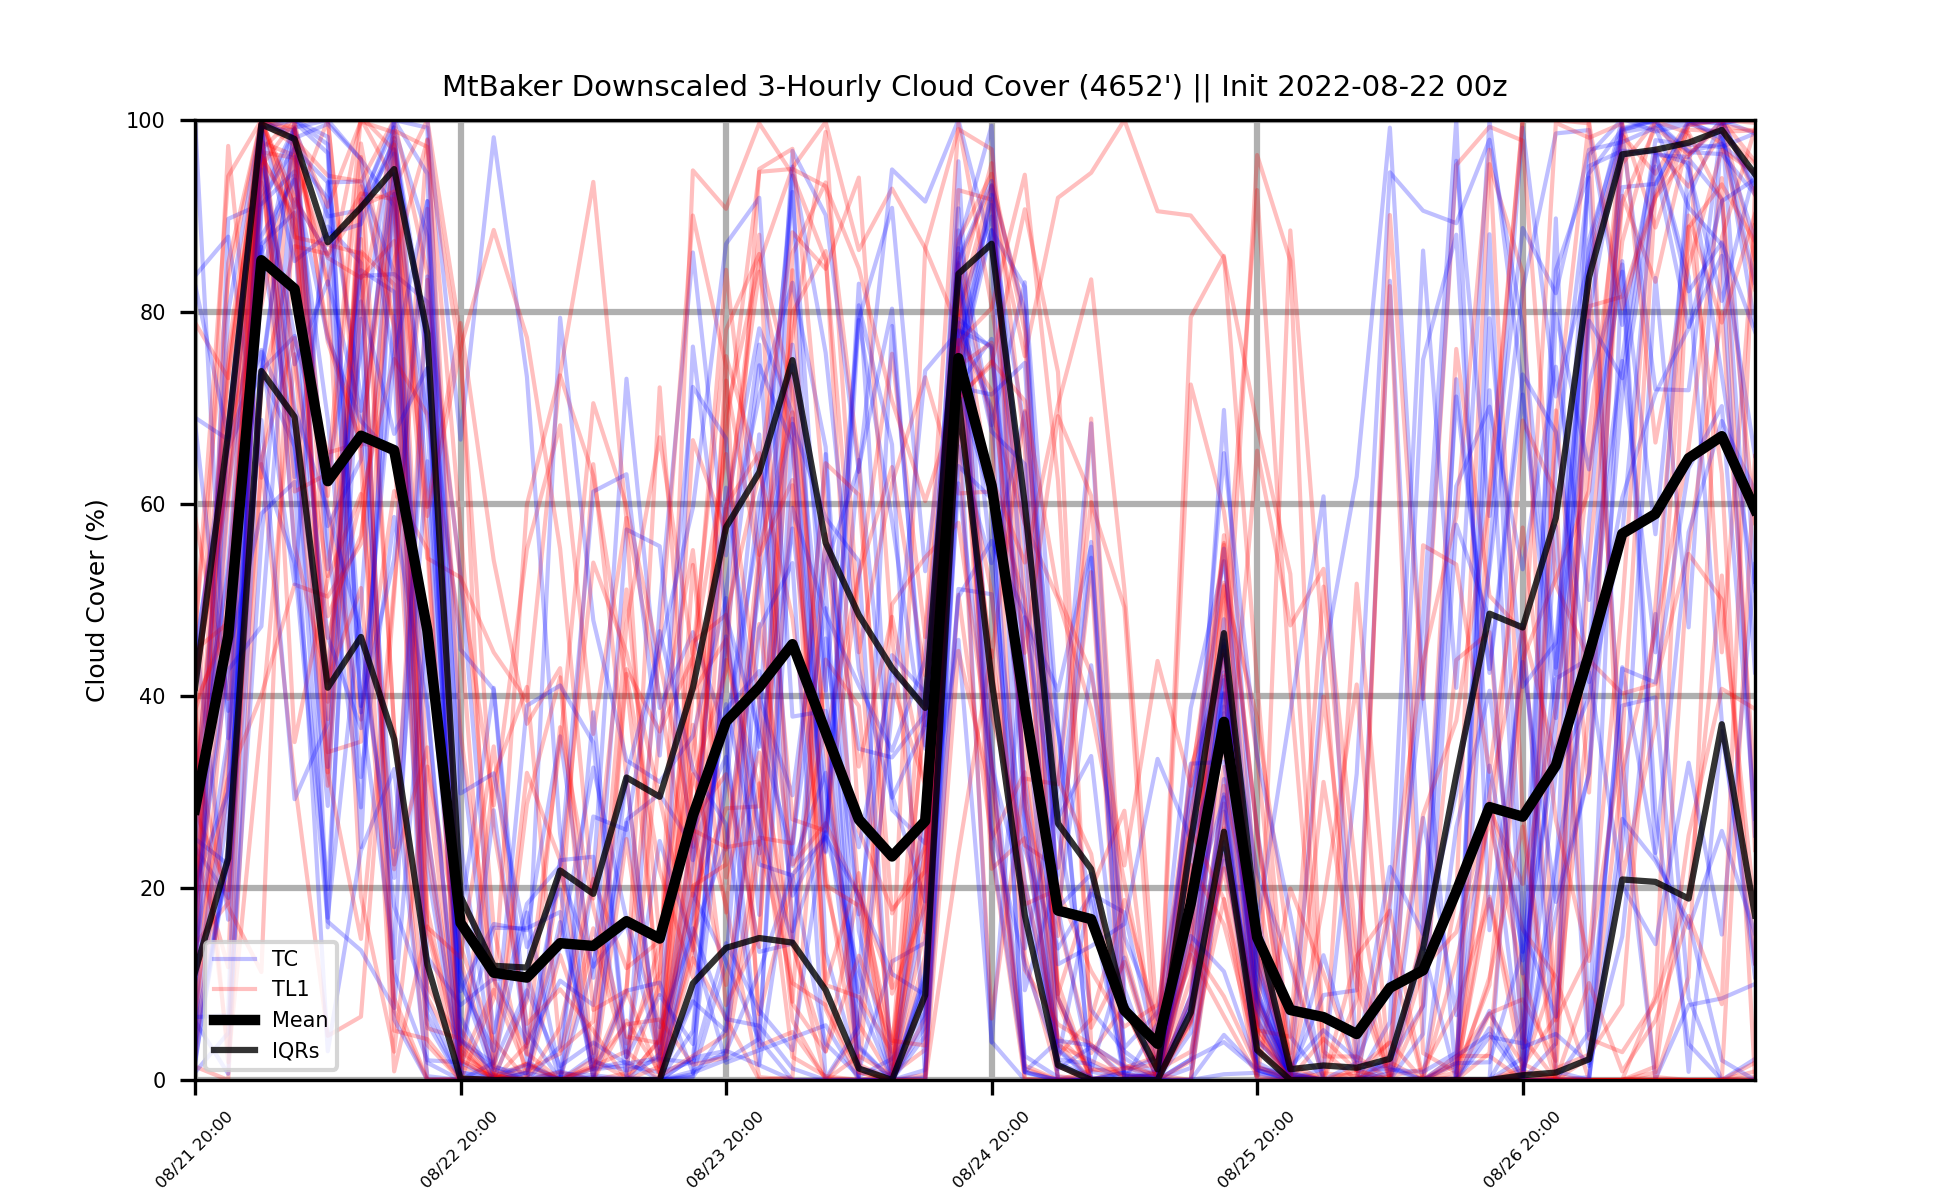 MtBaker Downscaled 3-Hourly Cloud Cover (4652') || Init 2022-08-22 00z
Cloud Cover (%)
100
80
60
40
20
0
TC
TL1
Mean
IQRs
08/21 20:00
08/22 20:00
08/23 20:00
08/24 20:00
08/25 20:00
08/26 20:00